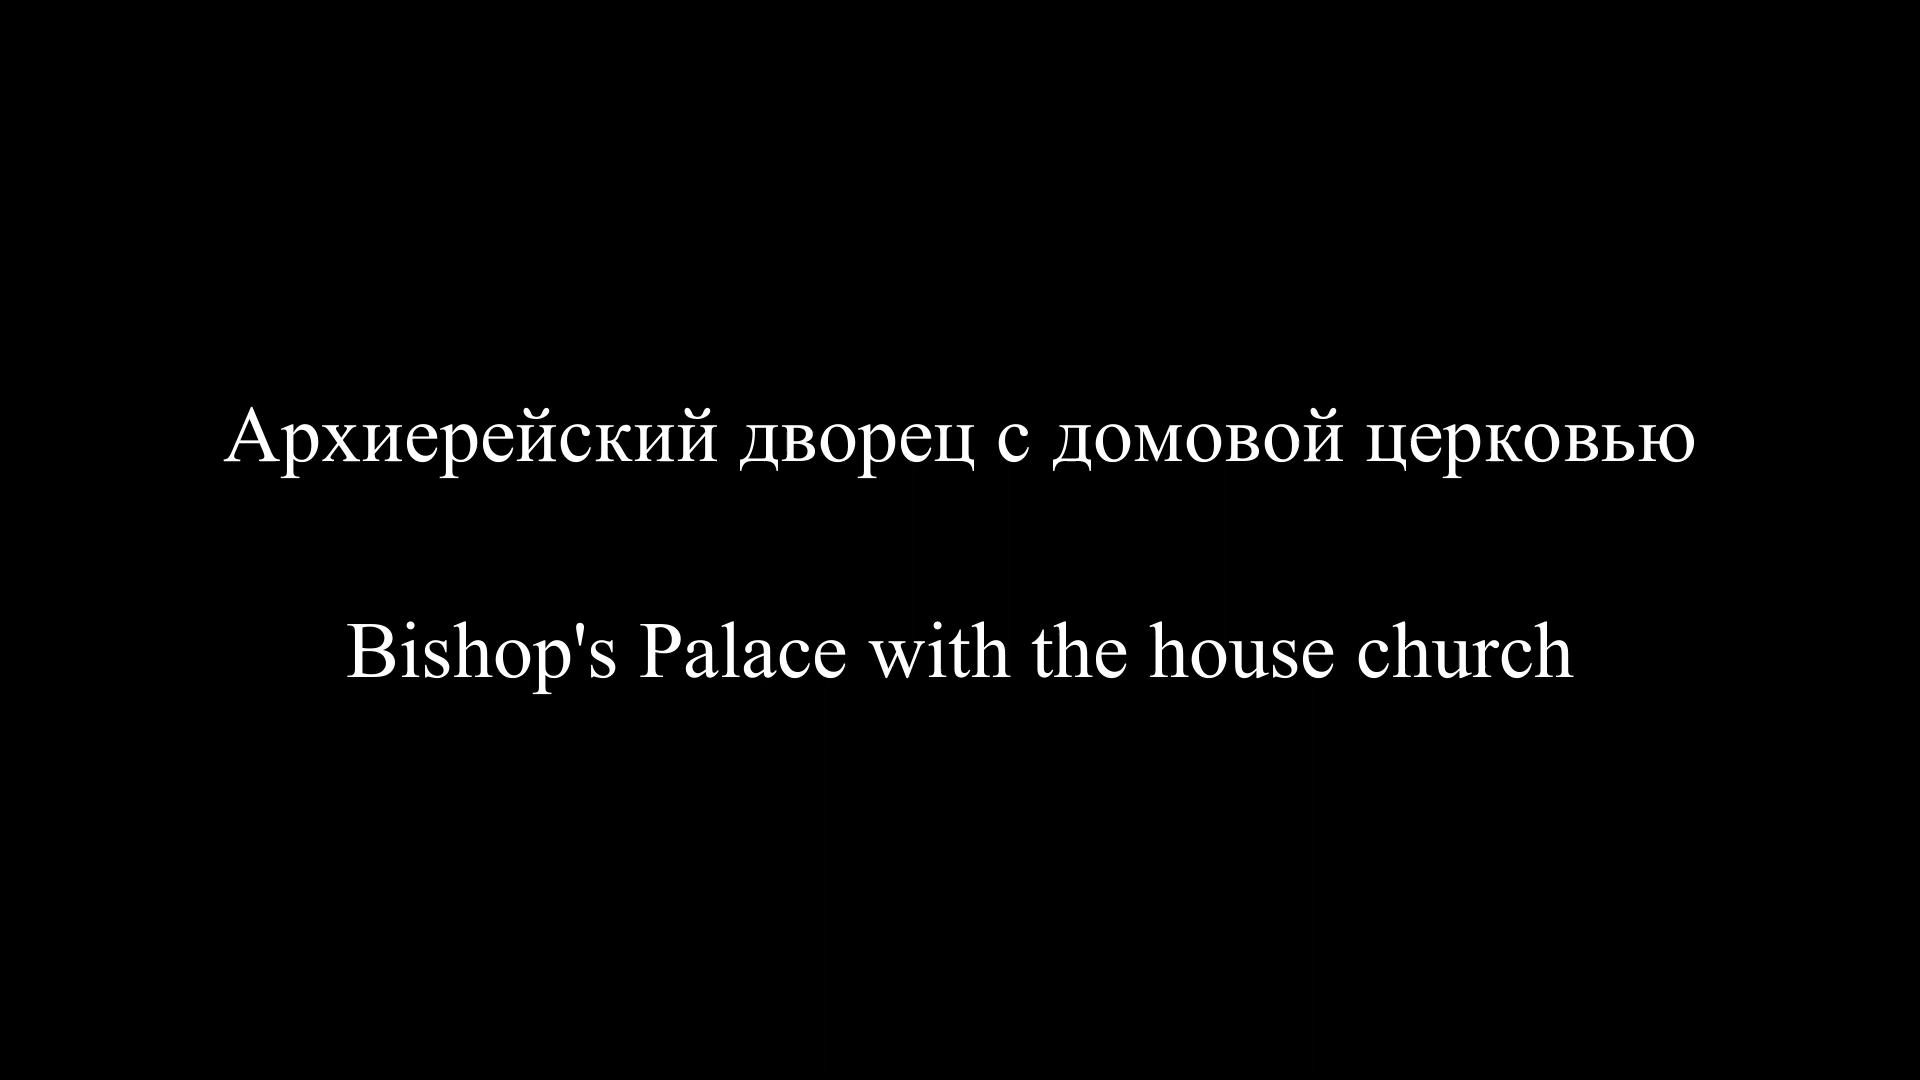 Архиерейский дворец с домовой церковью
Bishop's Palace with the house church